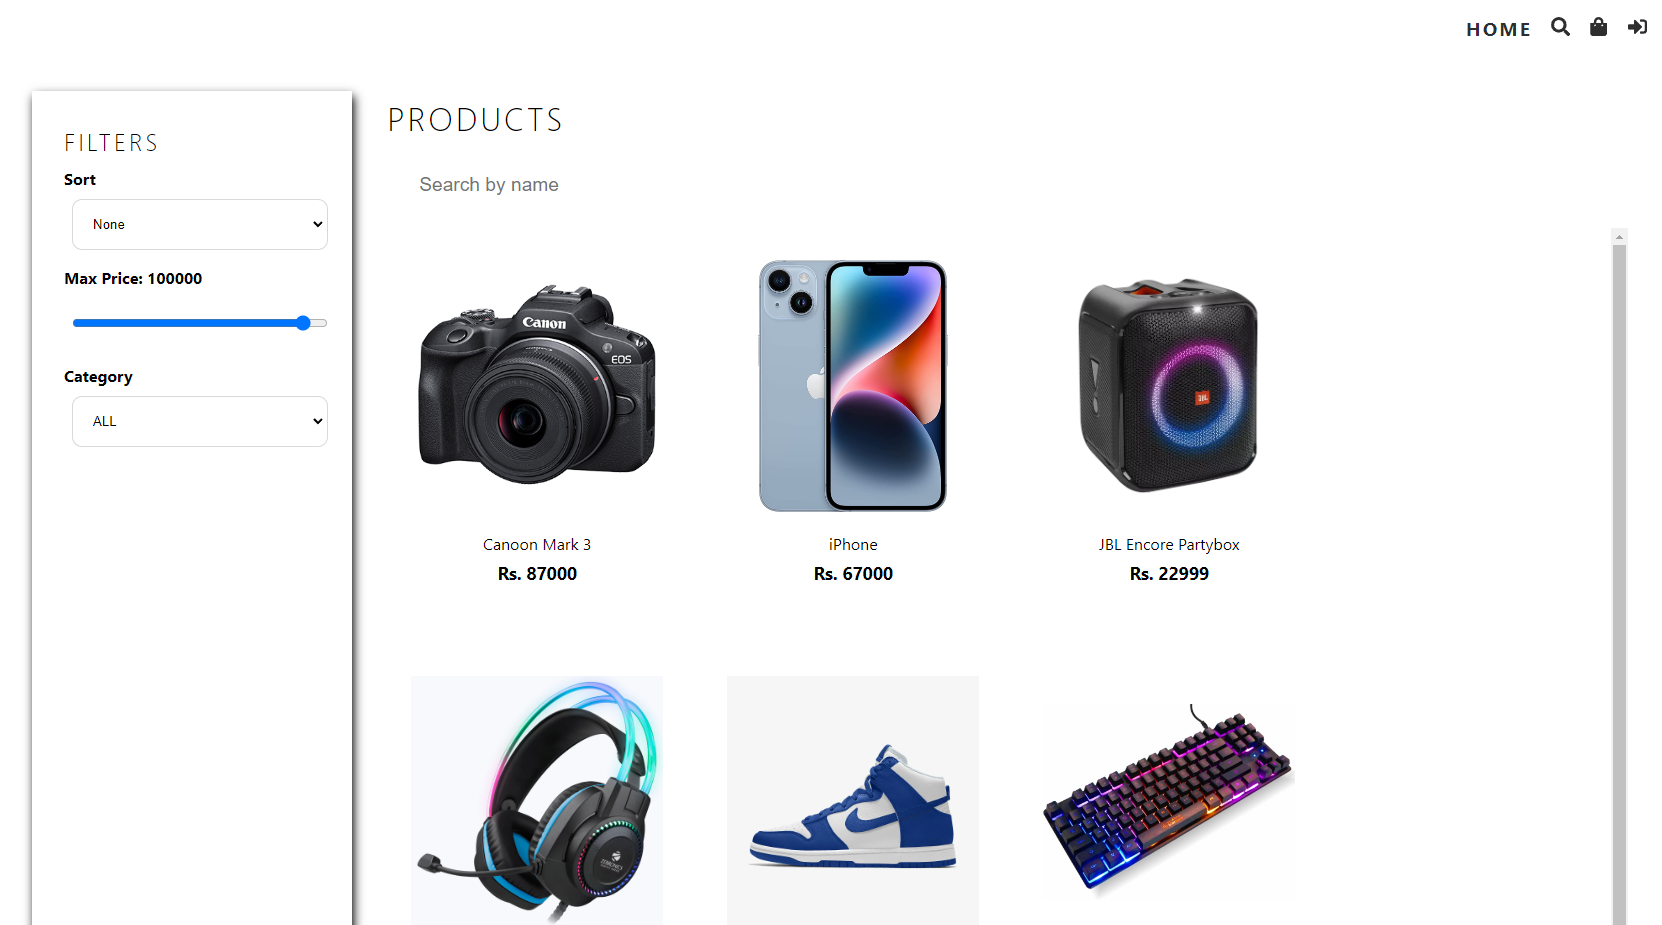 HOME
FILTERS
Sort
None
Max Price: 100000
Category
ALL
PRODUCTS
Search by name
Canon
EOS
JBL
Canoon Mark 3
iPhone
JBL Encore Partybox
Rs. 87000
Rs. 67000
Rs. 22999
ZEBRONICS